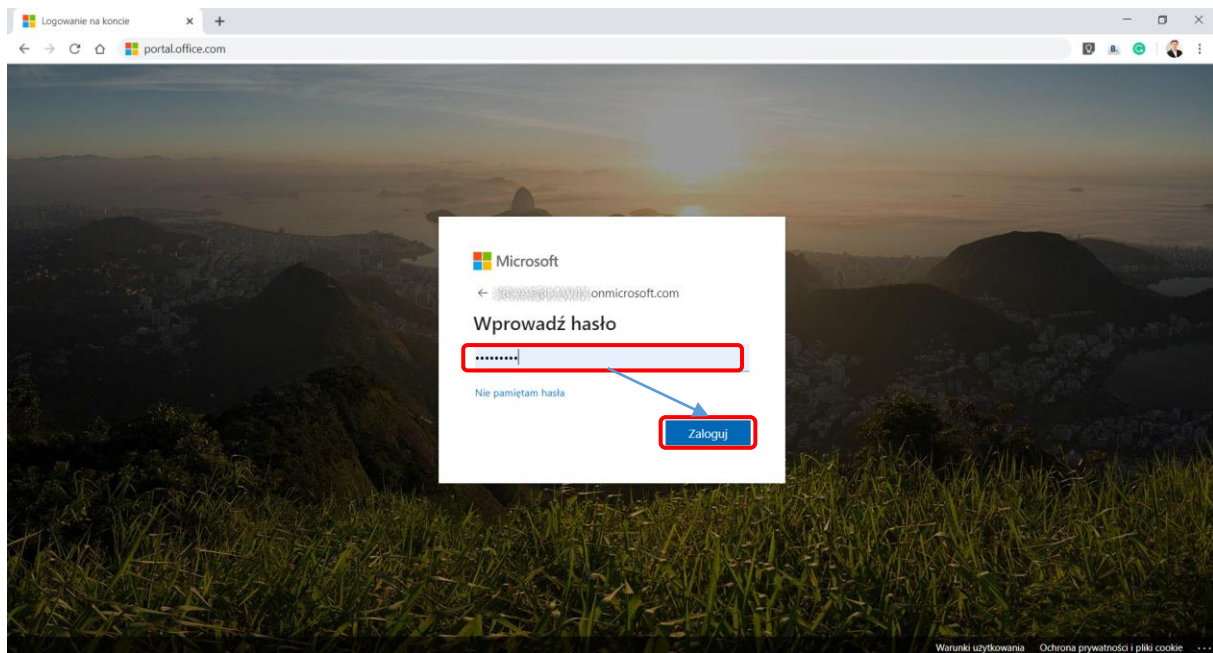 Logowanie na koncie
portal.office.com
B.
Microsoft
onmicrosoft.com
Wprowadź hasło
•••••••••
Nie pamiętam hasła
Zaloguj
Warunki użytkowania Ochrona prywatności i pliki cookie ...